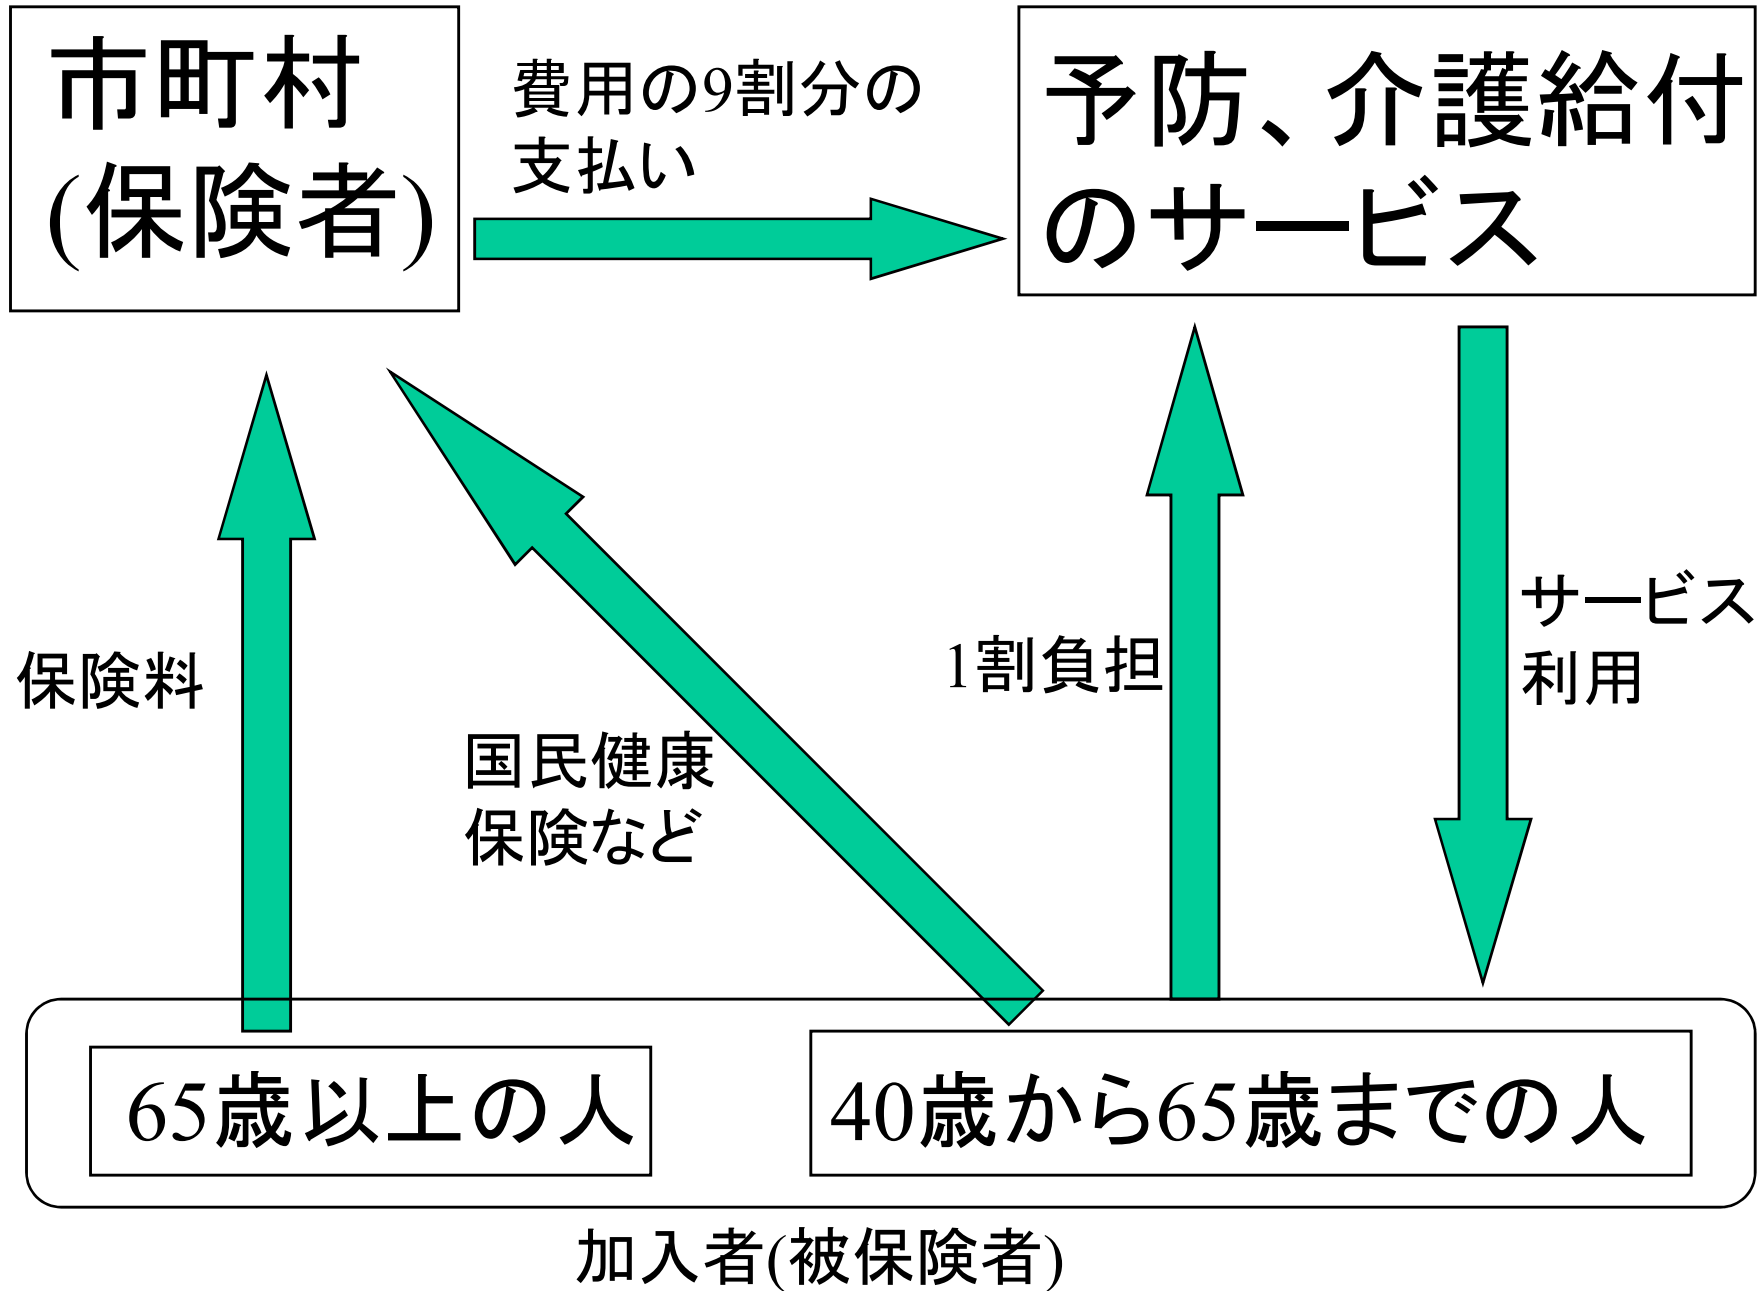 市町村
(保険者)
費用の9割分の
支払い
予防、介護給付
のサービス
保険料
国民健康
保険など
1割負担
サービス
利用
65歳以上の人
40歳から65歳までの人
加入者(被保険者)